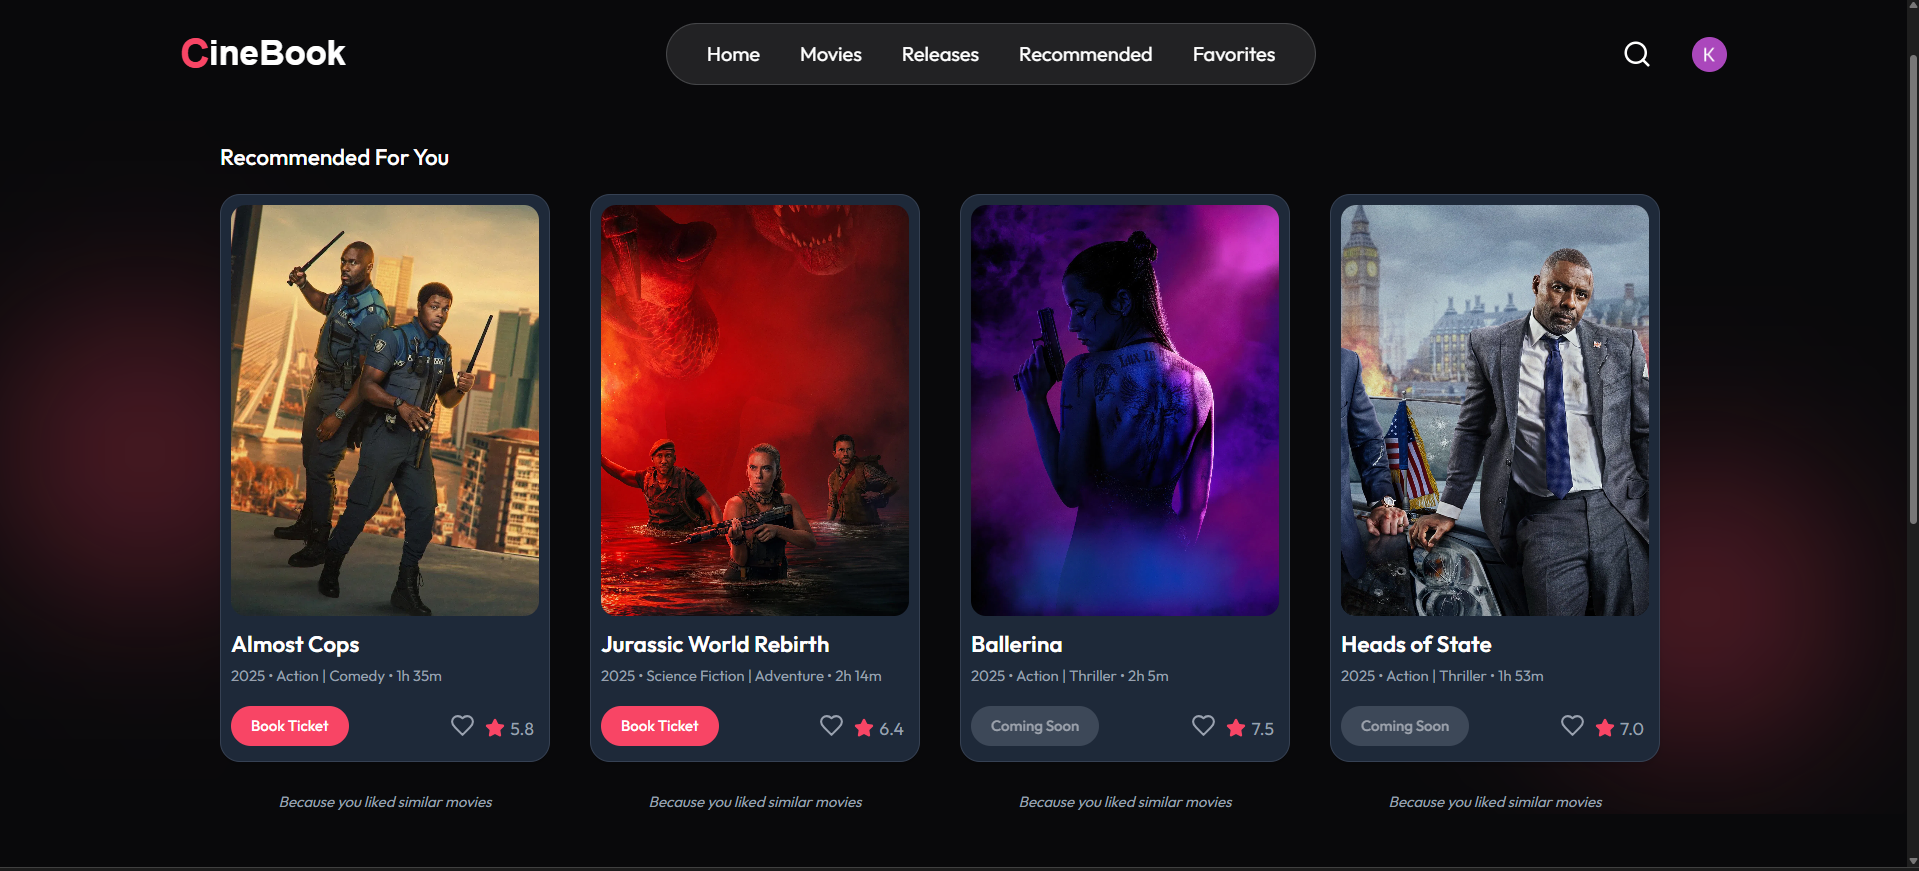 CineBook
Home Movies Releases Recommended Favorites
K
Recommended For You
Almost Cops
2025 • Action | Comedy • 1h 35m
Book Ticket 5.8
Because you liked similar movies
Jurassic World Rebirth
2025 • Science Fiction | Adventure • 2h 14m
Book Ticket 6.4
Because you liked similar movies
Ballerina
2025 • Action | Thriller • 2h 5m
Coming Soon 7.5
Because you liked similar movies
Heads of State
2025 • Action | Thriller • 1h 53m
Coming Soon 7.0
Because you liked similar movies